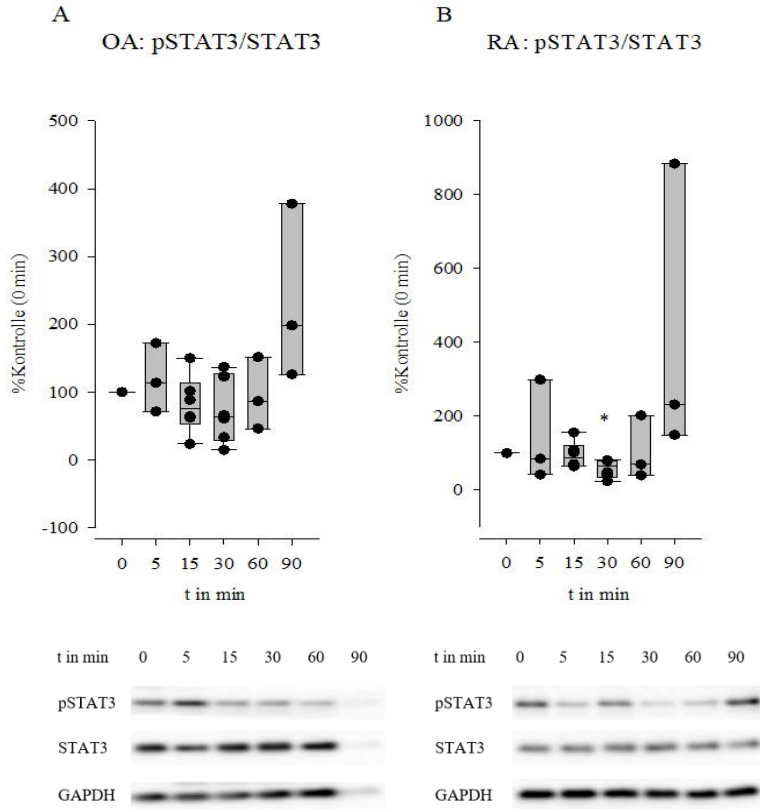 A
OA: pSTAT3/STAT3
500
400
300
200
100
0
-100
%Kontrolle (0 min)
0 5 15 30 60 90
t in min
B
RA: pSTAT3/STAT3
1000
800
600
400
200
0
%Kontrolle (0 min)
*
0 5 15 30 60 90
t in min
t in min 0 5 15 30 60 90
pSTAT3
STAT3
GAPDH
t in min 0 5 15 30 60 90
pSTAT3
STAT3
GAPDH